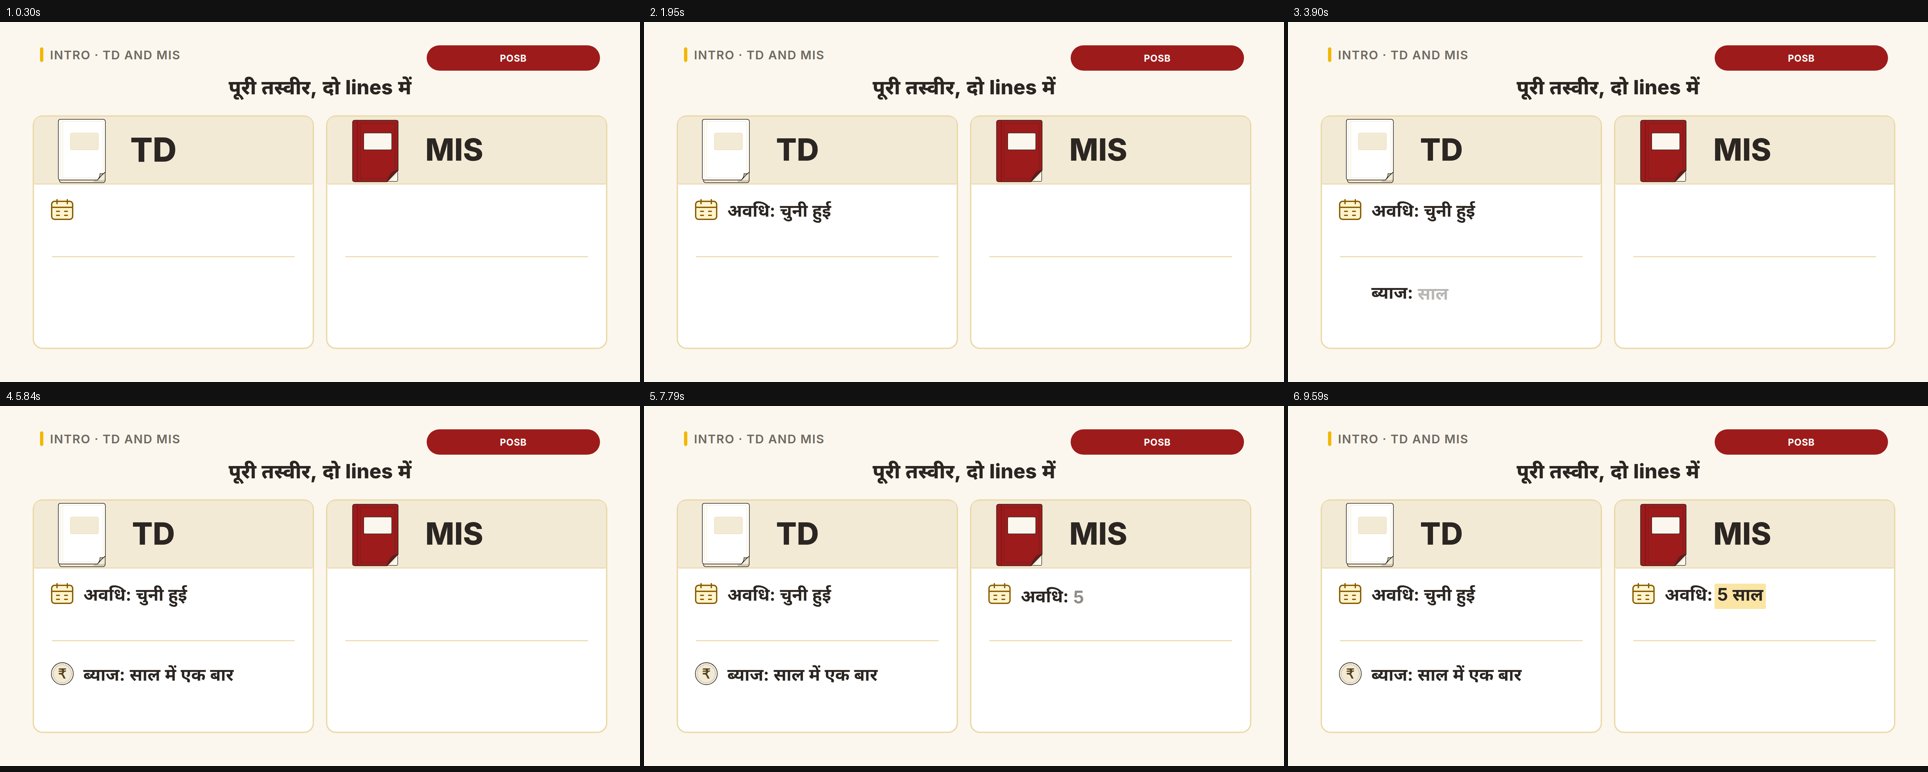 1. 0.30s
INTRO · TD AND MIS
POSB
पूरी तस्वीर, दो lines में
TD
MIS
2. 1.95s
INTRO · TD AND MIS
POSB
पूरी तस्वीर, दो lines में
TD
MIS
अवधि: चुनी हुई
3. 3.90s
INTRO · TD AND MIS
POSB
पूरी तस्वीर, दो lines में
TD
MIS
अवधि: चुनी हुई
ब्याज: साल
4. 5.84s
INTRO · TD AND MIS
POSB
पूरी तस्वीर, दो lines में
TD
MIS
अवधि: चुनी हुई
₹ ब्याज: साल में एक बार
5. 7.79s
INTRO · TD AND MIS
POSB
पूरी तस्वीर, दो lines में
TD
MIS
अवधि: चुनी हुई
अवधि: 5
₹ ब्याज: साल में एक बार
6. 9.59s
INTRO · TD AND MIS
POSB
पूरी तस्वीर, दो lines में
TD
MIS
अवधि: चुनी हुई
अवधि: 5 साल
₹ ब्याज: साल में एक बार